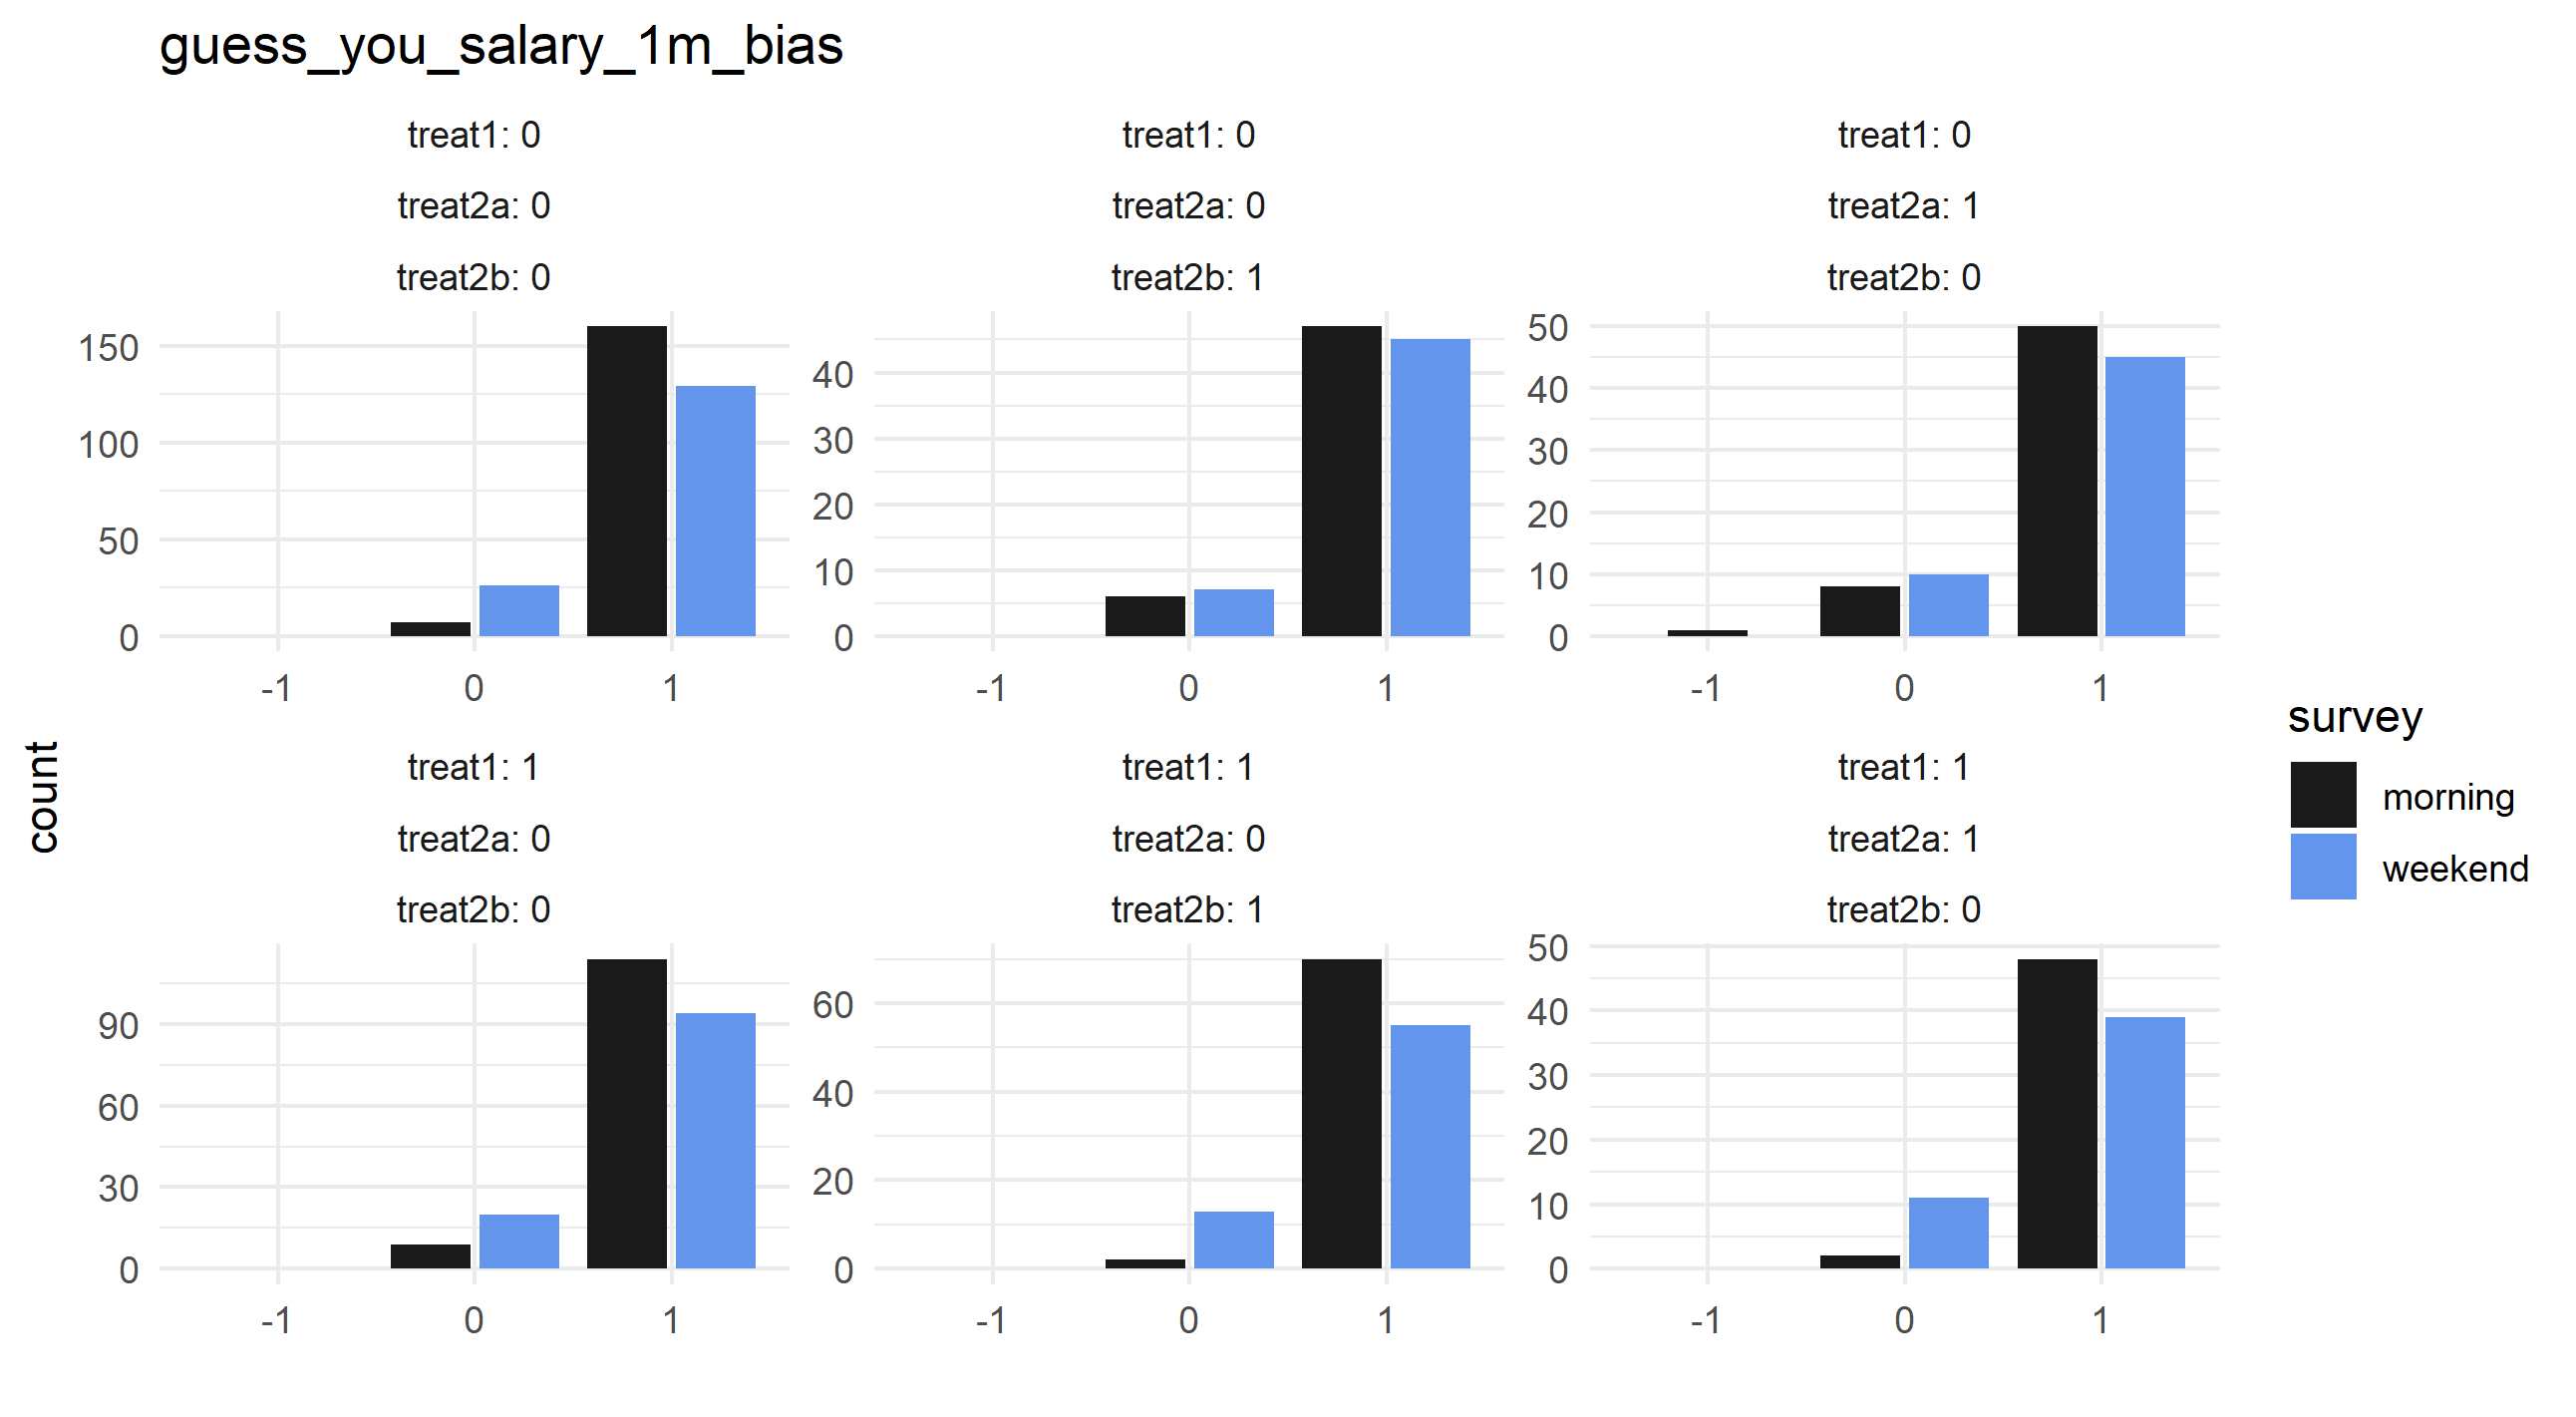 guess_you_salary_1m_bias
treat1: 0
treat2a: 0
treat2b: 0
150
100
50
0
-1 0 1
treat1: 0
treat2a: 0
treat2b: 1
40
30
20
10
0
-1 0 1
treat1: 0
treat2a: 1
treat2b: 0
50
40
30
20
10
0
-1 0 1
treat1: 1
treat2a: 0
treat2b: 0
90
60
30
0
-1 0 1
treat1: 1
treat2a: 0
treat2b: 1
60
40
20
0
-1 0 1
treat1: 1
treat2a: 1
treat2b: 0
50
40
30
20
10
0
-1 0 1
count
survey
morning
weekend